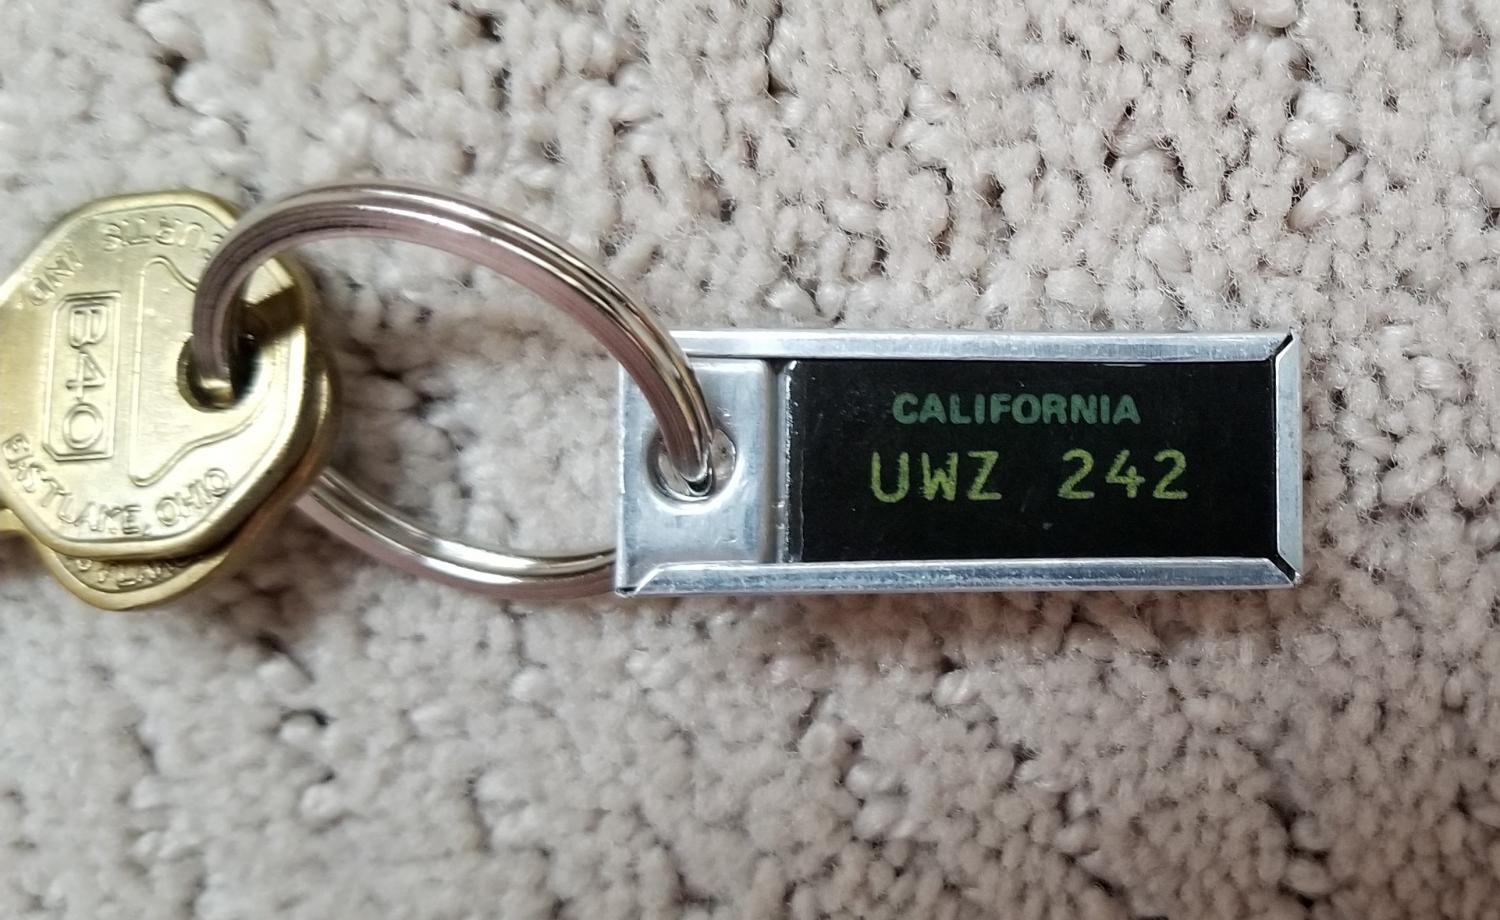 CALIFORNIA
UWZ 242
B40
EASTLAKE, OHIO